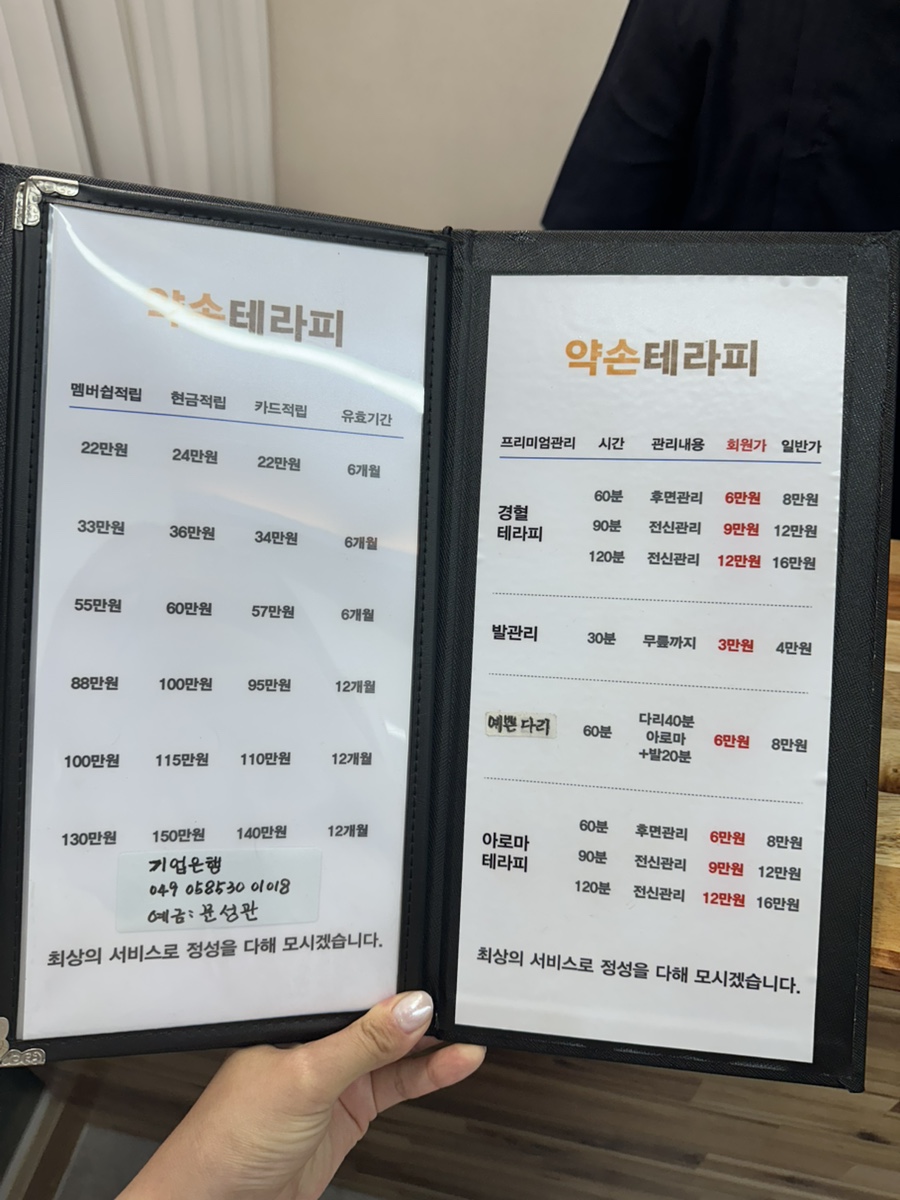 약손테라피
멤버쉽적립 현금적립 카드적립 유효기간
22만원 24만원 22만원 6개월
33만원 36만원 34만원 6개월
55만원 60만원 57만원 6개월
88만원 100만원 95만원 12개월
100만원 115만원 110만원 12개월
130만원 150만원 140만원 12개월
기업은행
049 058530 01018
예금: 문성관
최상의 서비스로 정성을 다해 모시겠습니다.
약손테라피
프리미엄관리 시간 관리내용 회원가 일반가
경혈
테라피
60분 후면관리 6만원 8만원
90분 전신관리 9만원 12만원
120분 전신관리 12만원 16만원
발관리 30분 무릎까지 3만원 4만원
예쁜다리 60분
다리40분
아로마
+발20분
6만원 8만원
아로마
테라피
60분 후면관리 6만원 8만원
90분 전신관리 9만원 12만원
120분 전신관리 12만원 16만원
최상의 서비스로 정성을 다해 모시겠습니다.